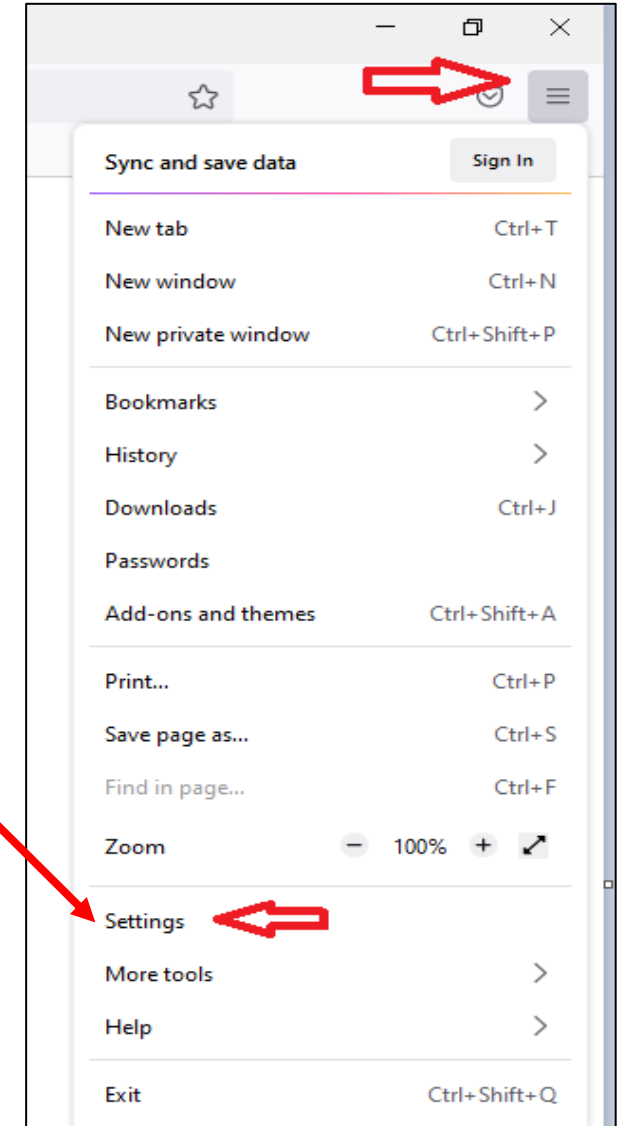 Sync and save data Sign In
New tab Ctrl+T
New window Ctrl+N
New private window Ctrl+Shift+P
Bookmarks
History
Downloads Ctrl+J
Passwords
Add-ons and themes Ctrl+Shift+A
Print... Ctrl+P
Save page as... Ctrl+S
Find in page... Ctrl+F
Zoom − 100% +
Settings
More tools
Help
Exit Ctrl+Shift+Q